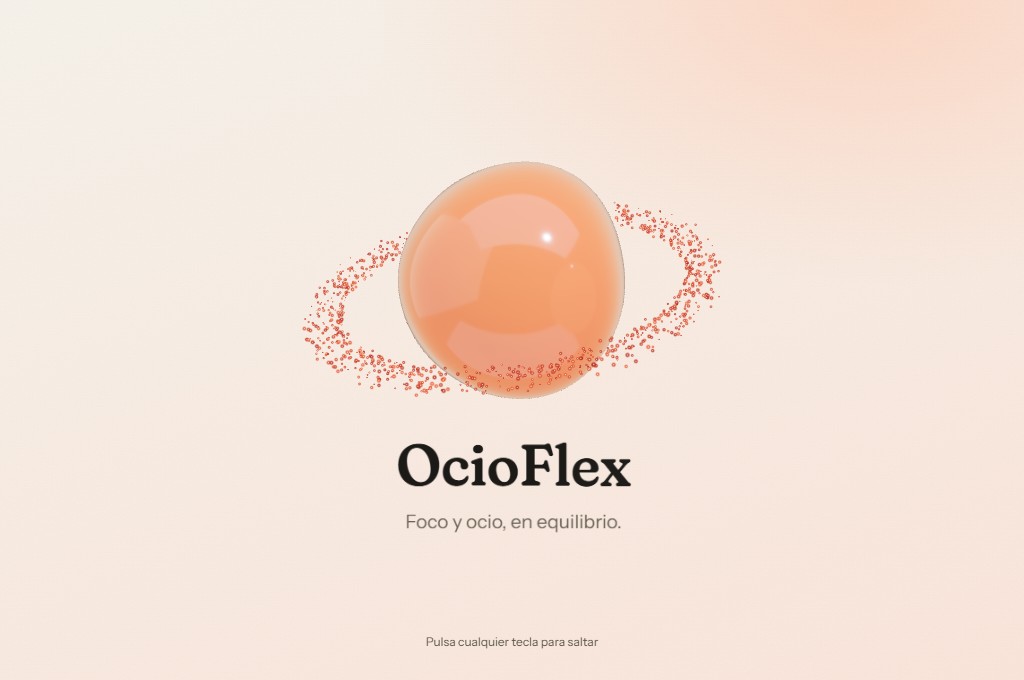 OcioFlex
Foco y ocio, en equilibrio.
Pulsa cualquier tecla para saltar